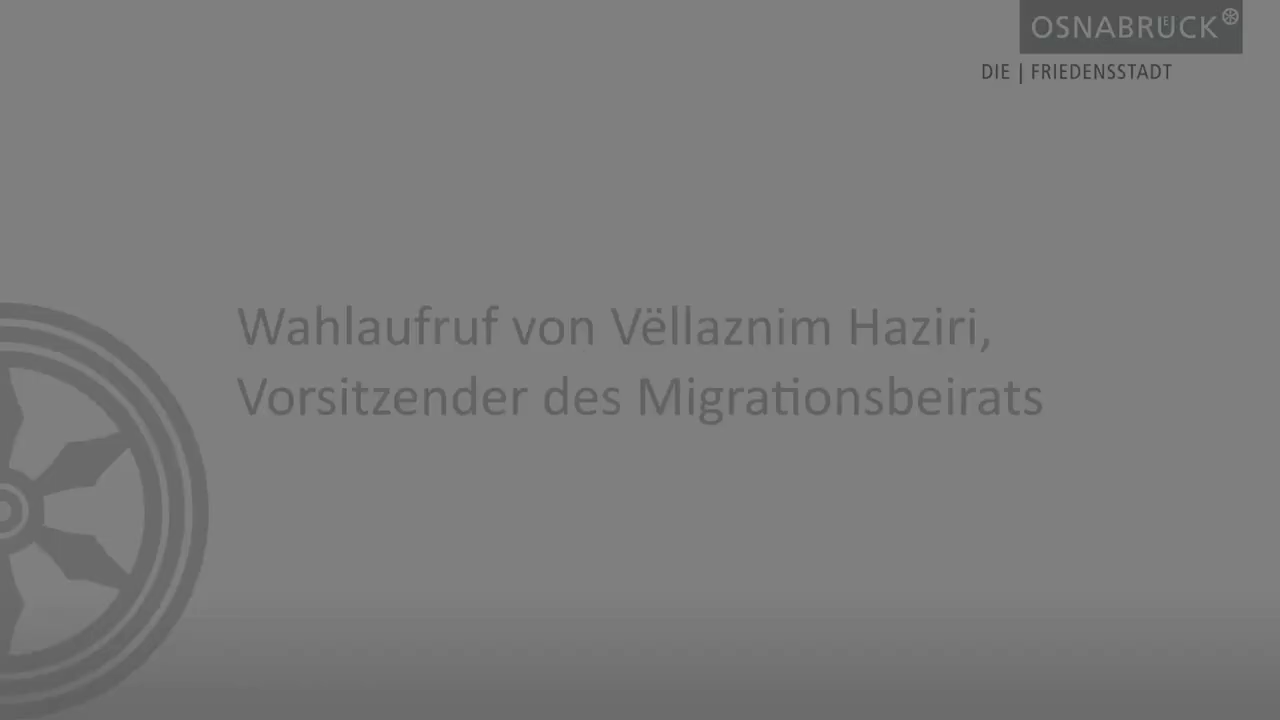 OSNABRÜCK
DIE | FRIEDENSSTADT
Wahlaufruf von Vëllaznim Haziri,
Vorsitzender des Migrationsbeirats